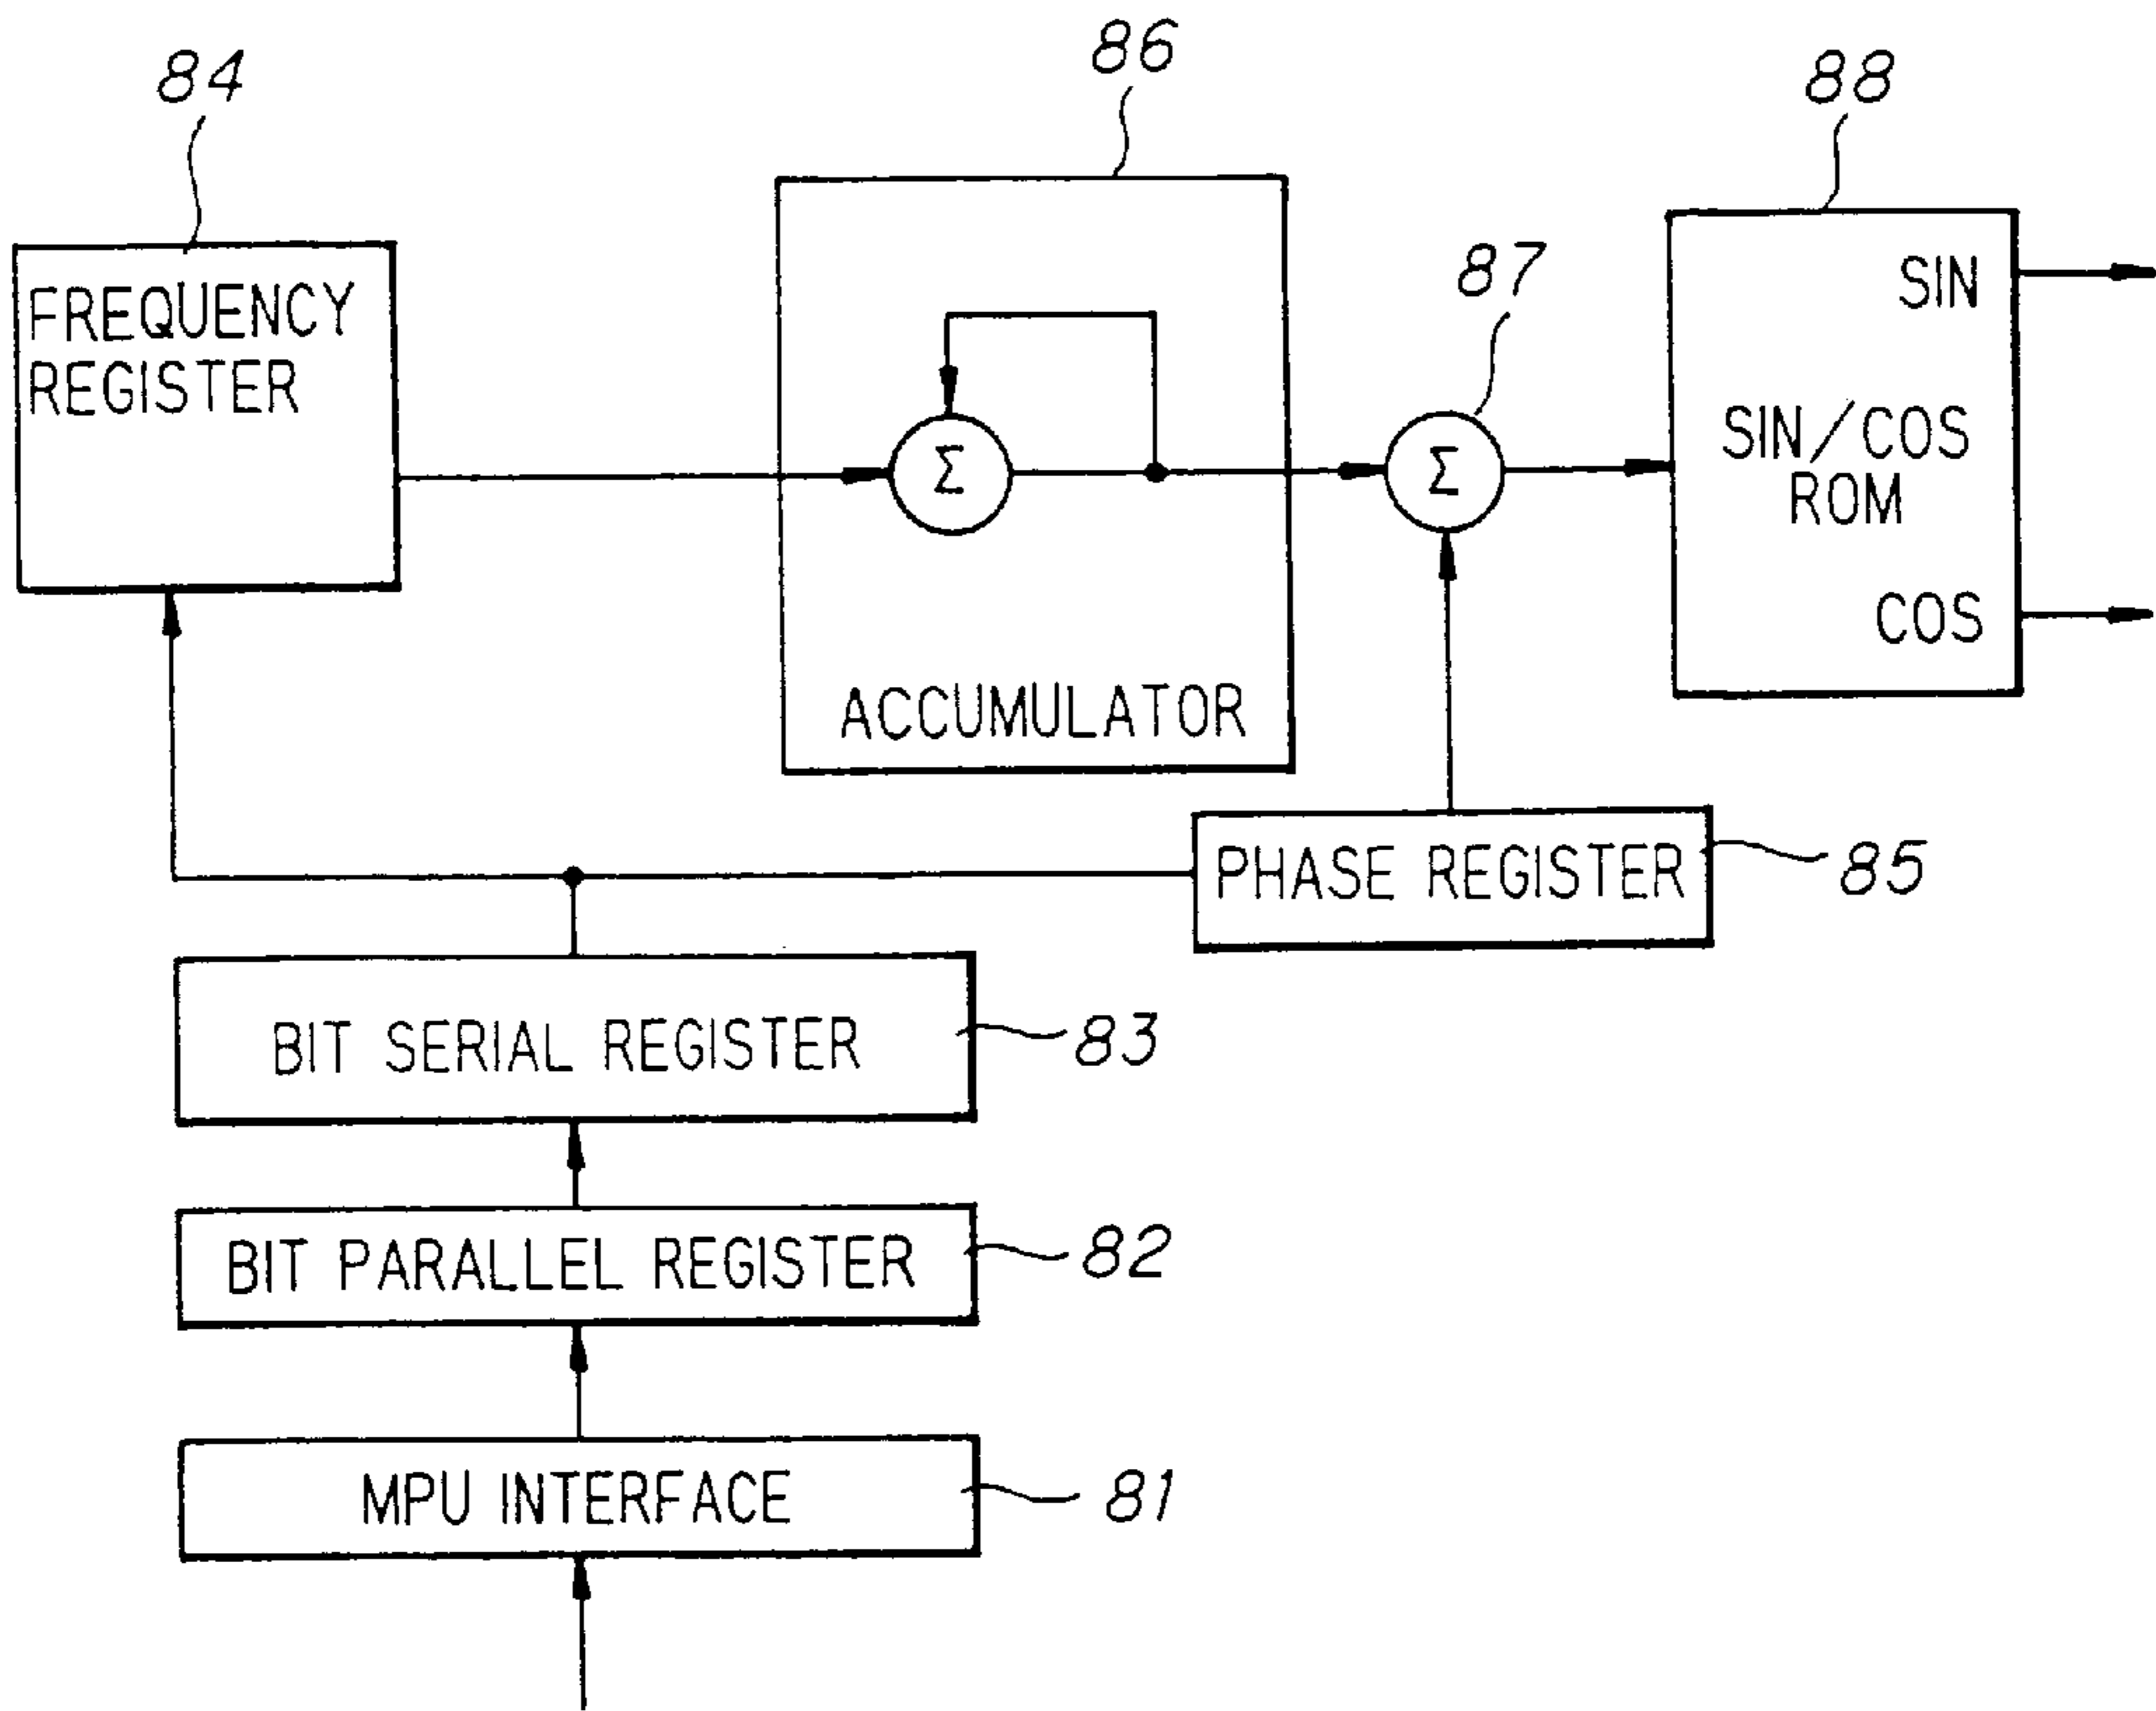 84
86
88
FREQUENCY
REGISTER
87
SIN
Σ
Σ
SIN/COS
ROM
COS
ACCUMULATOR
PHASE REGISTER
85
BIT SERIAL REGISTER
83
BIT PARALLEL REGISTER
82
MPU INTERFACE
81